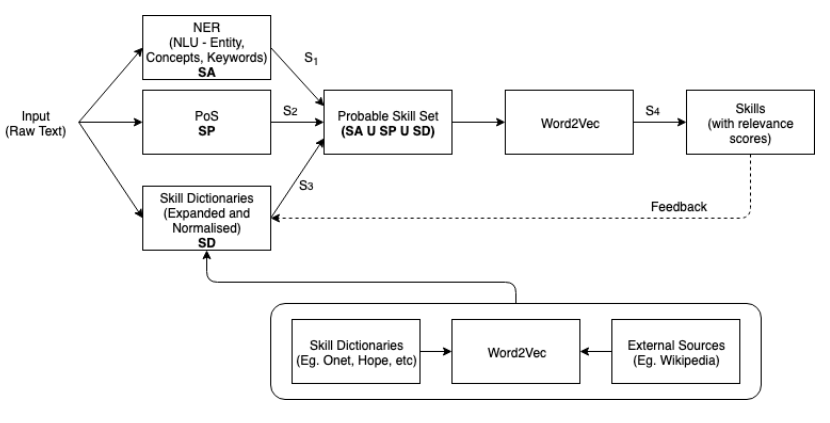 NER
(NLU - Entity,
Concepts, Keywords)
SA
S1
Input
(Raw Text)
PoS
SP
S2
Probable Skill Set
(SA U SP U SD)
Word2Vec
S4
Skills
(with relevance
scores)
Skill Dictionaries
(Expanded and
Normalised)
SD
S3
Feedback
Skill Dictionaries
(Eg. Onet, Hope, etc)
Word2Vec
External Sources
(Eg. Wikipedia)